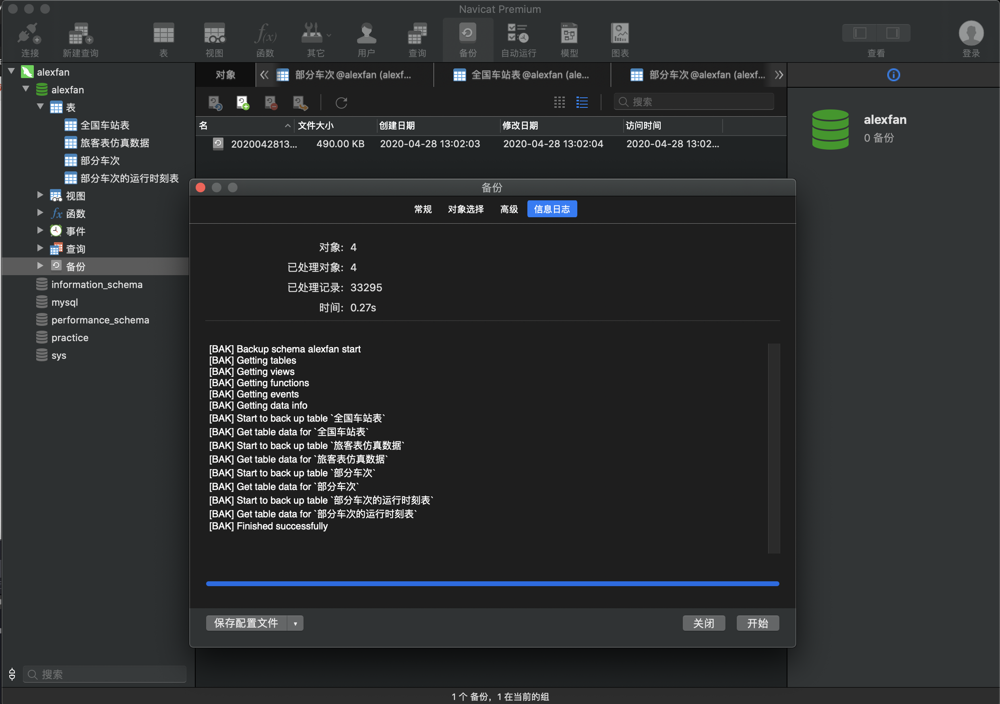 Navicat Premium
连接
新建查询
表
视图
函数
其它
用户
查询
备份
自动运行
模型
图表
查看
登录
alexfan
alexfan
表
全国车站表
旅客表仿真数据
部分车次
部分车次的运行时刻表
视图
函数
事件
查询
备份
information_schema
mysql
performance_schema
practice
sys
搜索
对象
部分车次@alexfan (alexf...
全国车站表@alexfan (ale...
部分车次@alexfan (alexf...
搜索
名 文件大小 创建日期 修改日期 访问时间
2020042813... 490.00 KB 2020-04-28 13:02:03 2020-04-28 13:02:04 2020-04-28 13:02...
alexfan
0 备份
备份
常规 对象选择 高级 信息日志
对象: 4
已处理对象: 4
已处理记录: 33295
时间: 0.27s
[BAK] Backup schema alexfan start
[BAK] Getting tables
[BAK] Getting views
[BAK] Getting functions
[BAK] Getting events
[BAK] Getting data info
[BAK] Start to back up table `全国车站表`
[BAK] Get table data for `全国车站表`
[BAK] Start to back up table `旅客表仿真数据`
[BAK] Get table data for `旅客表仿真数据`
[BAK] Start to back up table `部分车次`
[BAK] Get table data for `部分车次`
[BAK] Start to back up table `部分车次的运行时刻表`
[BAK] Get table data for `部分车次的运行时刻表`
[BAK] Finished successfully
保存配置文件
关闭
开始
1 个 备份，1 在当前的组